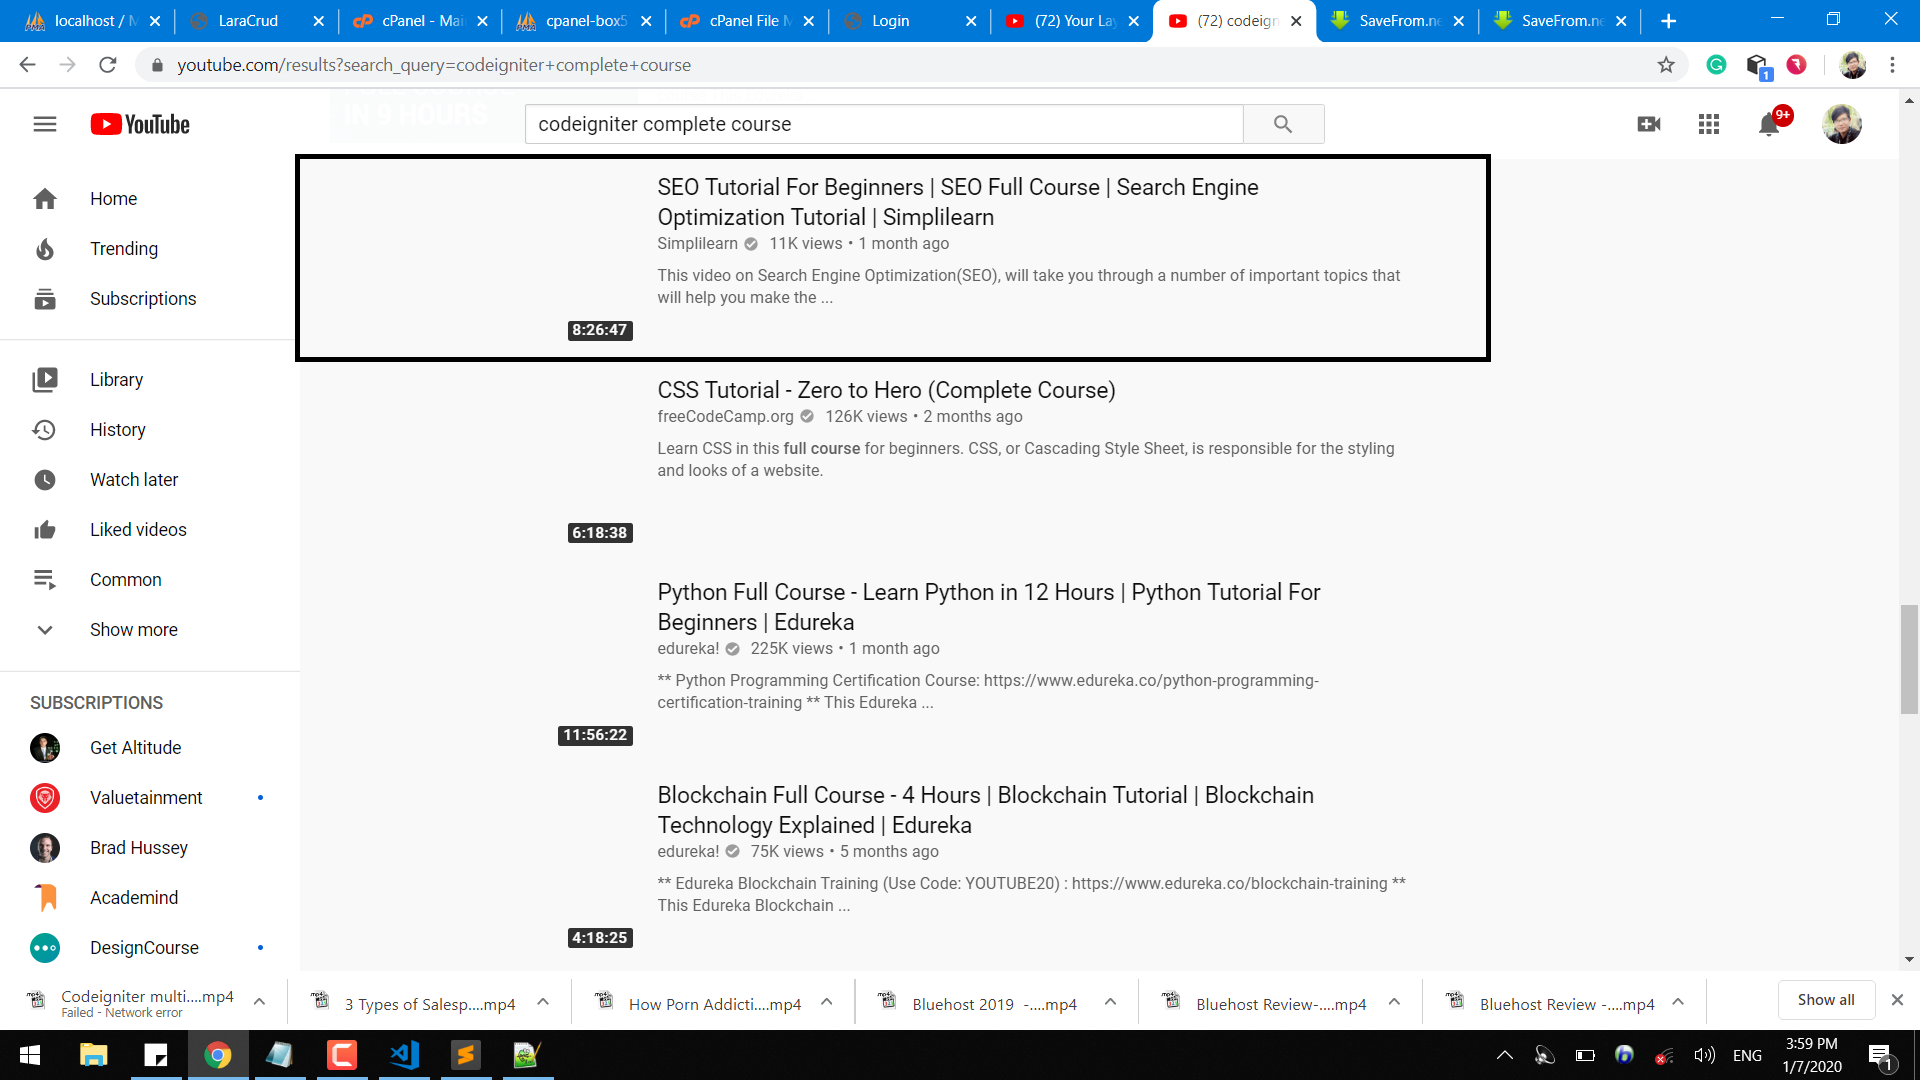 localhost / M
LaraCrud
cPanel - Mai
cpanel-box5
cPanel File M
Login
(72) Your Lay
(72) codeign
SaveFrom.ne
SaveFrom.ne
youtube.com/results?search_query=codeigniter+complete+course
1
IN 9 HOURS
YouTube
codeigniter complete course
9+
Home
Trending
Subscriptions
Library
History
Watch later
Liked videos
Common
Show more
SUBSCRIPTIONS
Get Altitude
Valuetainment
Brad Hussey
Academind
DesignCourse
SEO Tutorial For Beginners | SEO Full Course | Search Engine
Optimization Tutorial | Simplilearn
Simplilearn 11K views • 1 month ago
This video on Search Engine Optimization(SEO), will take you through a number of important topics that
will help you make the ...
8:26:47
CSS Tutorial - Zero to Hero (Complete Course)
freeCodeCamp.org 126K views • 2 months ago
Learn CSS in this full course for beginners. CSS, or Cascading Style Sheet, is responsible for the styling
and looks of a website.
6:18:38
Python Full Course - Learn Python in 12 Hours | Python Tutorial For
Beginners | Edureka
edureka! 225K views • 1 month ago
** Python Programming Certification Course: https://www.edureka.co/python-programming-
certification-training ** This Edureka ...
11:56:22
Blockchain Full Course - 4 Hours | Blockchain Tutorial | Blockchain
Technology Explained | Edureka
edureka! 75K views • 5 months ago
** Edureka Blockchain Training (Use Code: YOUTUBE20) : https://www.edureka.co/blockchain-training **
This Edureka Blockchain ...
4:18:25
Codeigniter multi....mp4
Failed - Network error
3 Types of Salesp....mp4
How Porn Addicti....mp4
Bluehost 2019 -....mp4
Bluehost Review-....mp4
Bluehost Review -....mp4
Show all
ENG
3:59 PM
1/7/2020
1